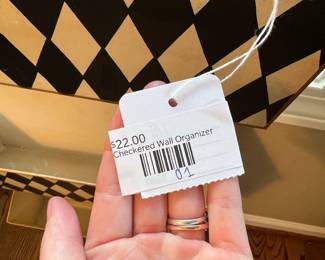 $22.00
Checkered Wall Organizer
01